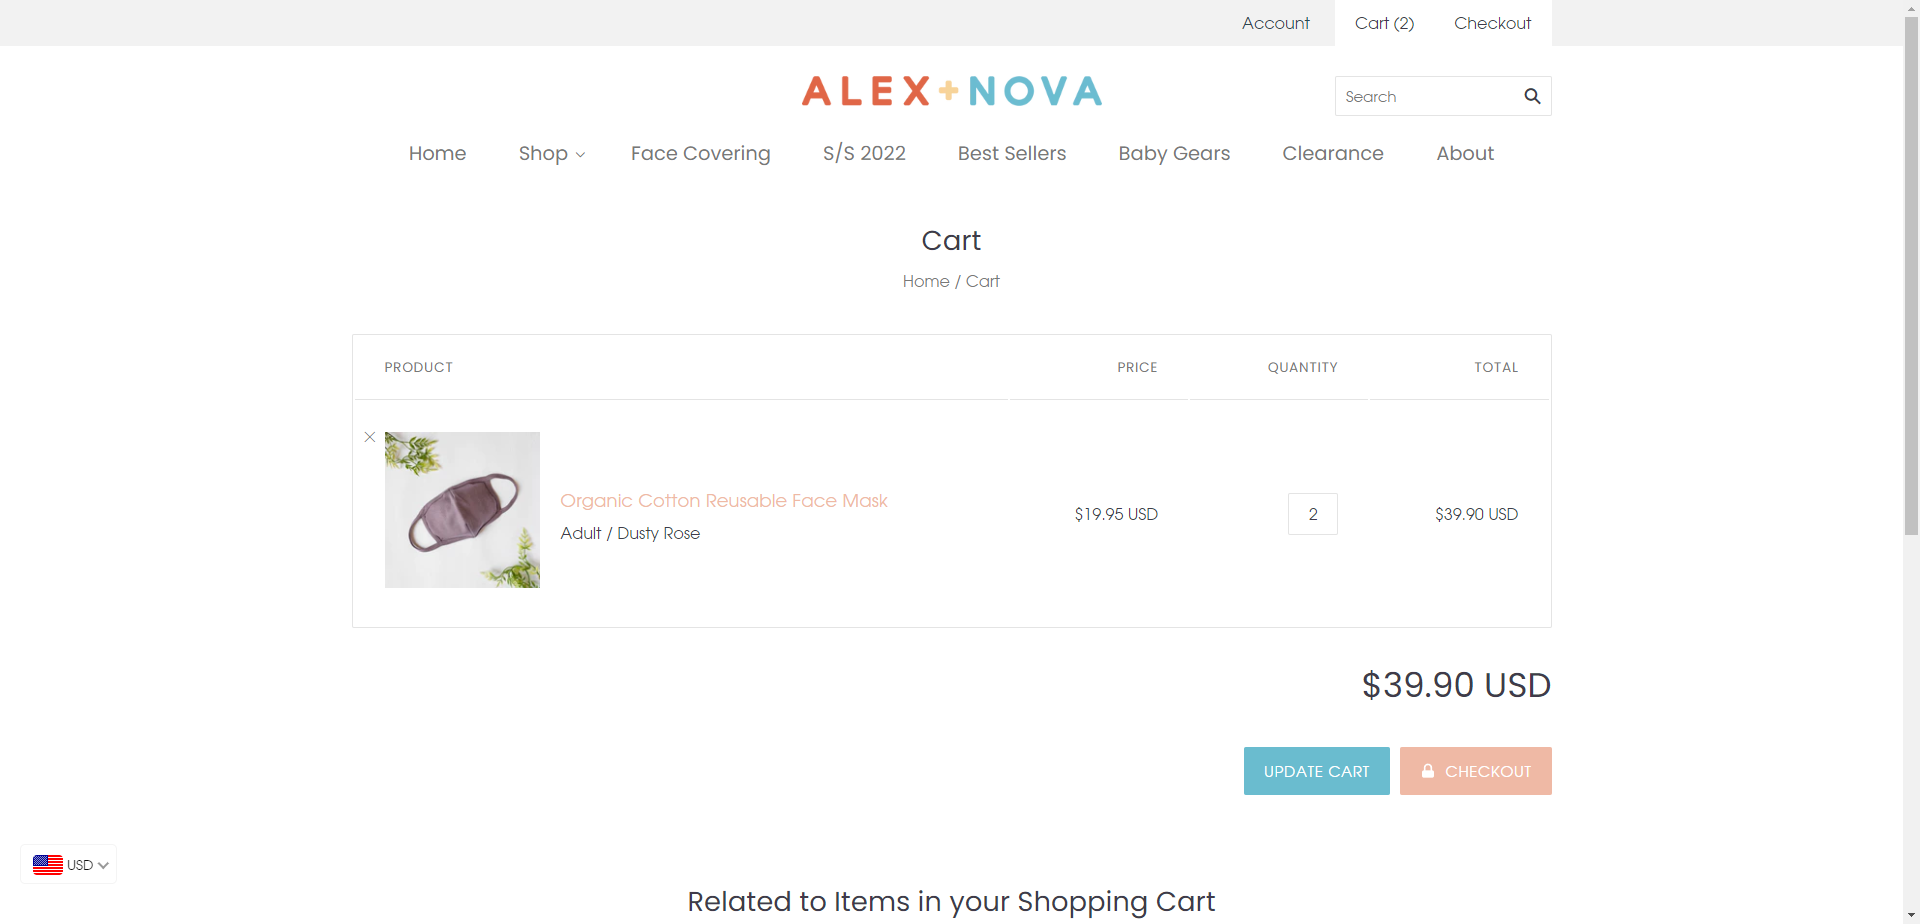 Account Cart (2) Checkout
ALEX+NOVA
Search
Home Shop Face Covering S/S 2022 Best Sellers Baby Gears Clearance About
Cart
Home / Cart
PRODUCT PRICE QUANTITY TOTAL
Organic Cotton Reusable Face Mask
$19.95 USD 2 $39.90 USD
Adult / Dusty Rose
$39.90 USD
UPDATE CART CHECKOUT
USD
Related to Items in your Shopping Cart